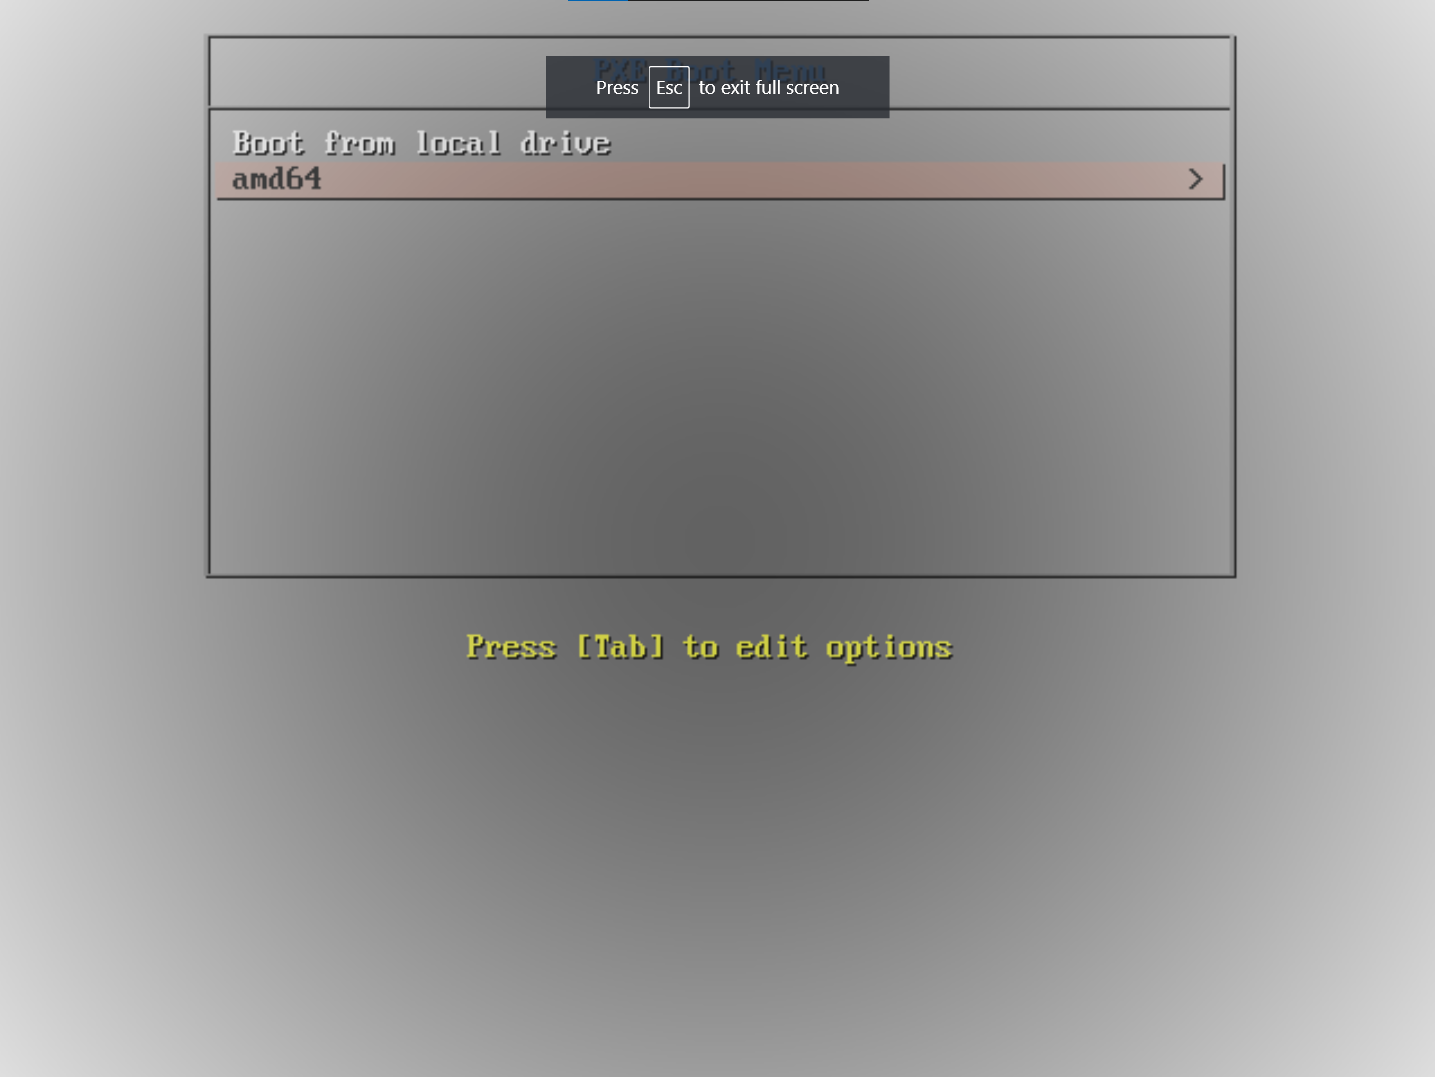 PXE Boot Menu
Press Esc to exit full screen
Boot from local drive
amd64 >
Press [Tab] to edit options